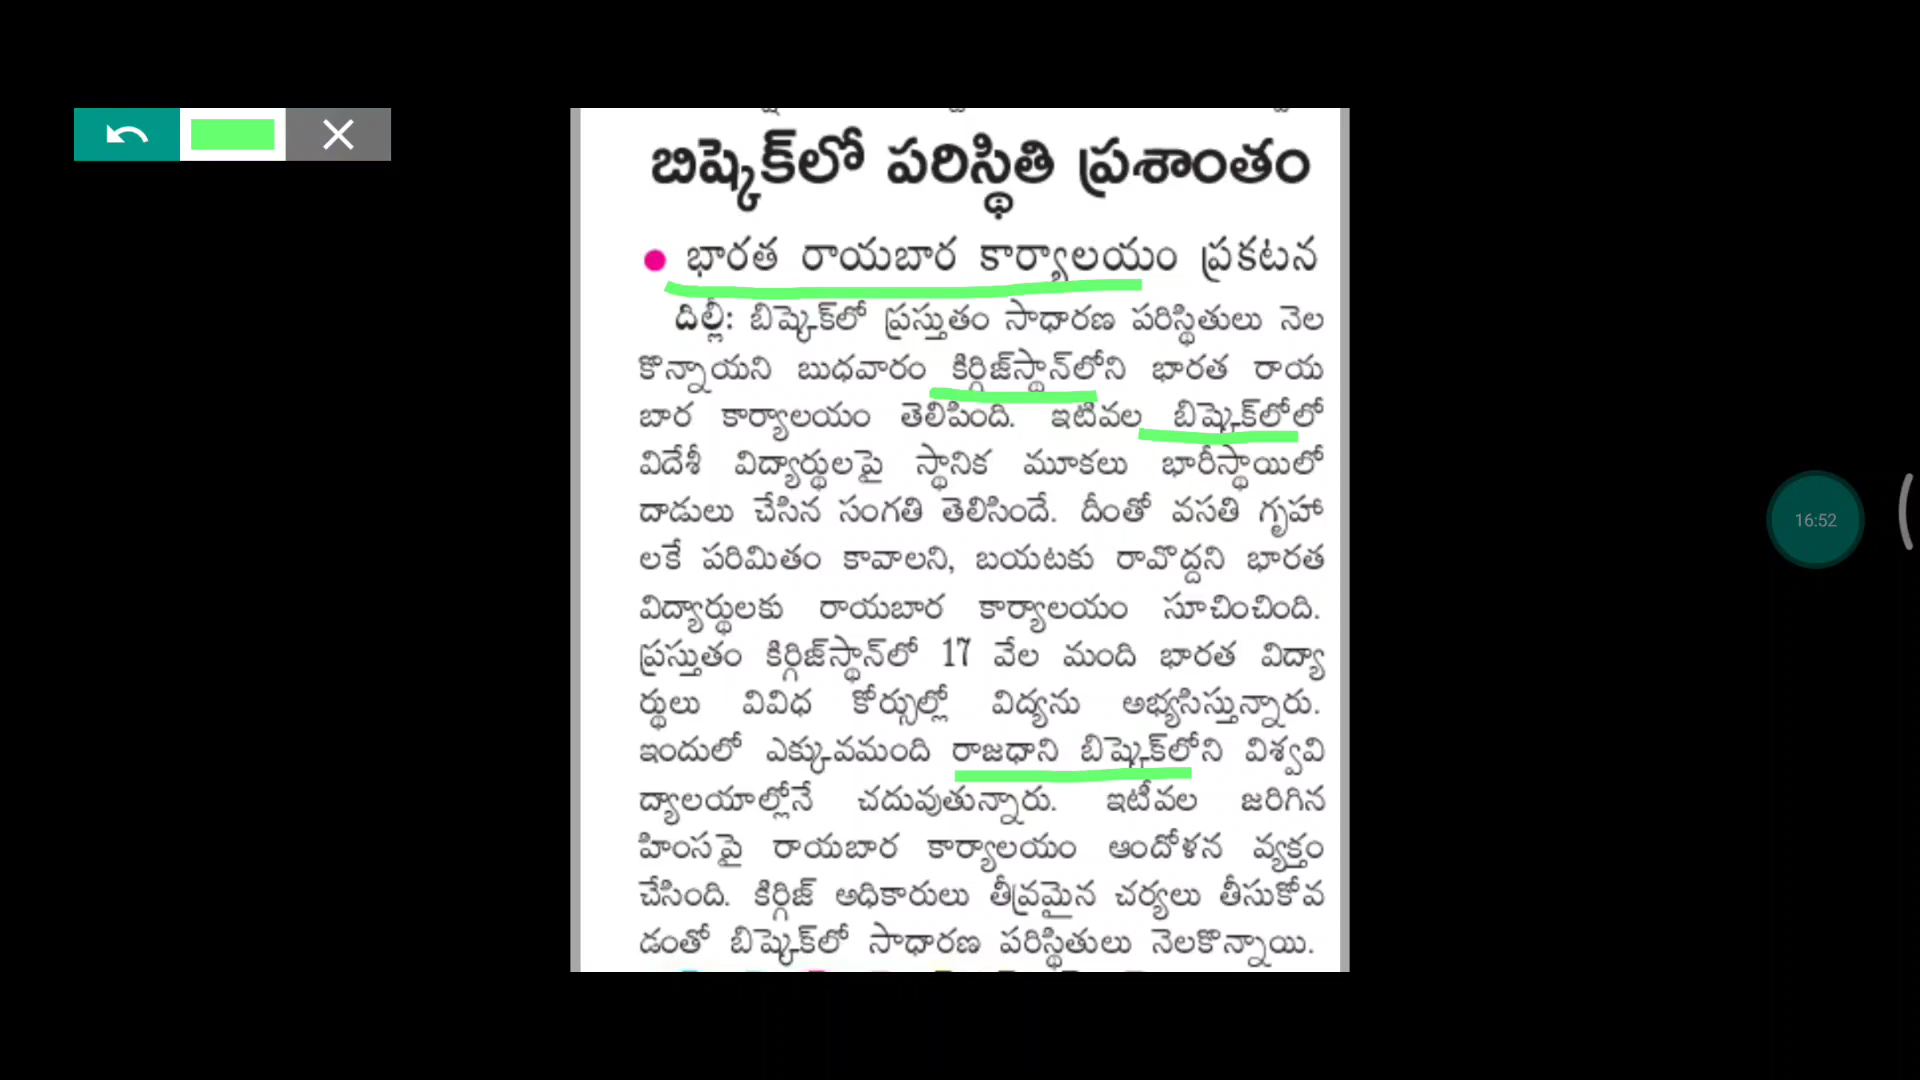 బిష్కెక్‌లో పరిస్థితి ప్రశాంతం
● భారత రాయబార కార్యాలయం ప్రకటన
దిల్లీ: బిష్కెక్‌లో ప్రస్తుతం సాధారణ పరిస్థితులు నెల
కొన్నాయని బుధవారం కిర్గిజ్‌స్థాన్‌లోని భారత రాయ
బార కార్యాలయం తెలిపింది. ఇటీవల బిష్కెక్‌లోలో
విదేశీ విద్యార్థులపై స్థానిక మూకలు భారీస్థాయిలో
దాడులు చేసిన సంగతి తెలిసిందే. దీంతో వసతి గృహా
లకే పరిమితం కావాలని, బయటకు రావొద్దని భారత
విద్యార్థులకు రాయబార కార్యాలయం సూచించింది.
ప్రస్తుతం కిర్గిజ్‌స్థాన్‌లో 17 వేల మంది భారత విద్యా
ర్థులు వివిధ కోర్సుల్లో విద్యను అభ్యసిస్తున్నారు.
ఇందులో ఎక్కువమంది రాజధాని బిష్కెక్‌లోని విశ్వవి
ద్యాలయాల్లోనే చదువుతున్నారు. ఇటీవల జరిగిన
హింసపై రాయబార కార్యాలయం ఆందోళన వ్యక్తం
చేసింది. కిర్గిజ్ అధికారులు తీవ్రమైన చర్యలు తీసుకోవ
డంతో బిష్కెక్‌లో సాధారణ పరిస్థితులు నెలకొన్నాయి.
16:52